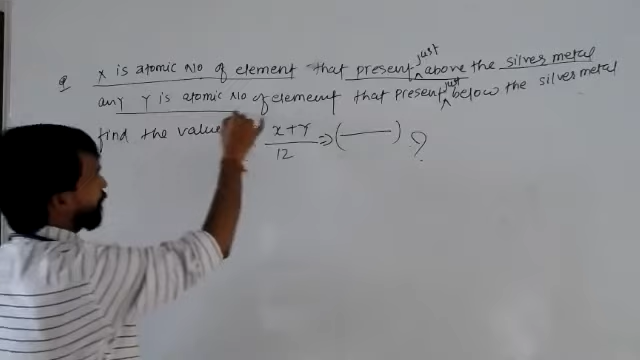 Q X is atomic No of element that present just above the silver metal
any Y is atomic No of element that present just below the silver metal
find the value x+y/12 ⇒ (——) ?